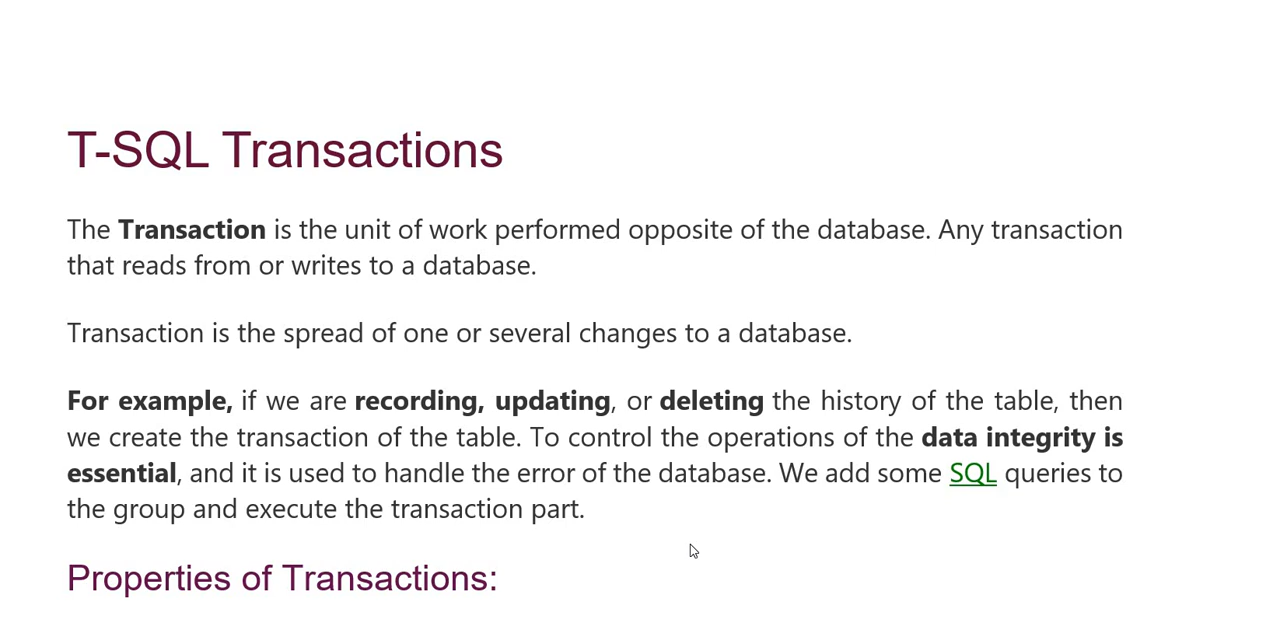 T-SQL Transactions
The Transaction is the unit of work performed opposite of the database. Any transaction
that reads from or writes to a database.
Transaction is the spread of one or several changes to a database.
For example, if we are recording, updating, or deleting the history of the table, then
we create the transaction of the table. To control the operations of the data integrity is
essential, and it is used to handle the error of the database. We add some SQL queries to
the group and execute the transaction part.
Properties of Transactions: